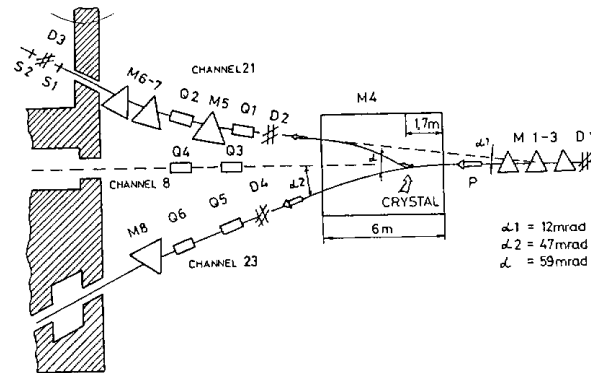 D3
S2
S1
M6-7
CHANNEL 21
Q2
M5
Q1
D2
M4
1,7m
α1
M 1-3
D1
Q4
Q3
α
P
CHANNEL 8
D4
α2
CRYSTAL
M8
Q6
Q5
CHANNEL 23
6m
α1 = 12mrad
α2 = 47mrad
α = 59mrad